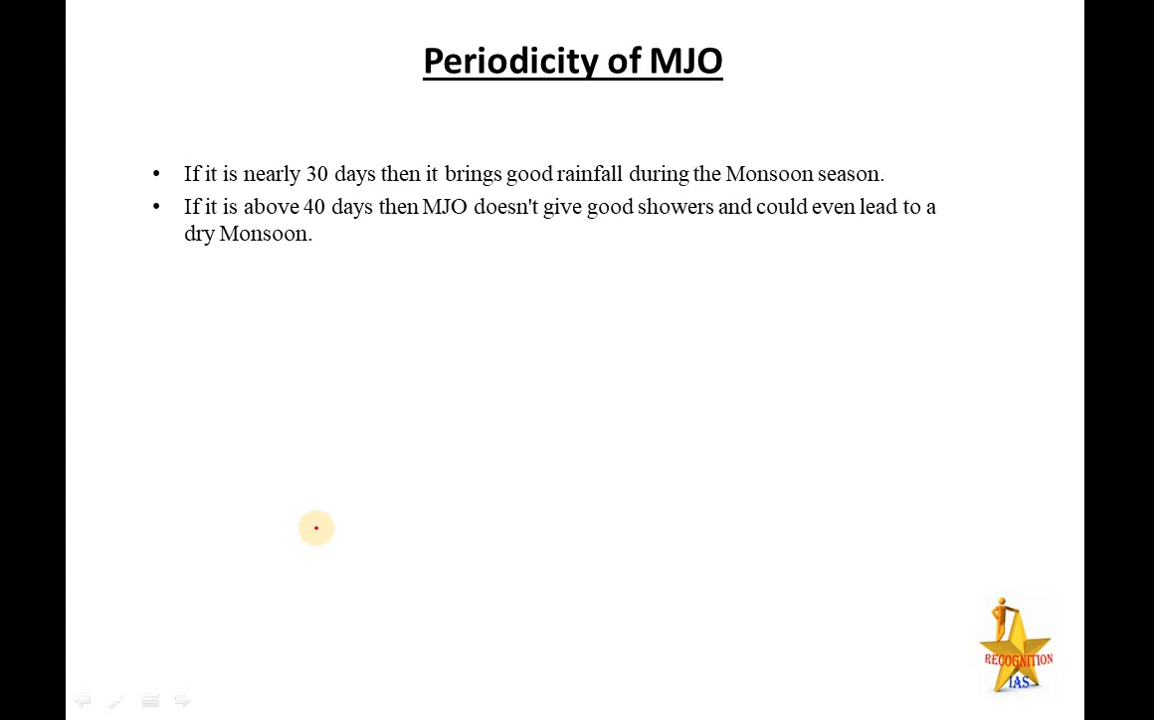 Periodicity of MJO
• If it is nearly 30 days then it brings good rainfall during the Monsoon season.
• If it is above 40 days then MJO doesn't give good showers and could even lead to a
dry Monsoon.
RECOGNITION
IAS